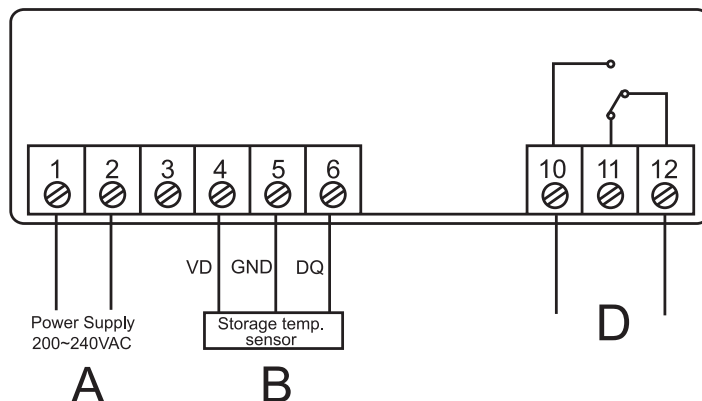 1 2 3 4 5 6 10 11 12
VD GND DQ
Power Supply
200~240VAC
Storage temp.
sensor
A B D